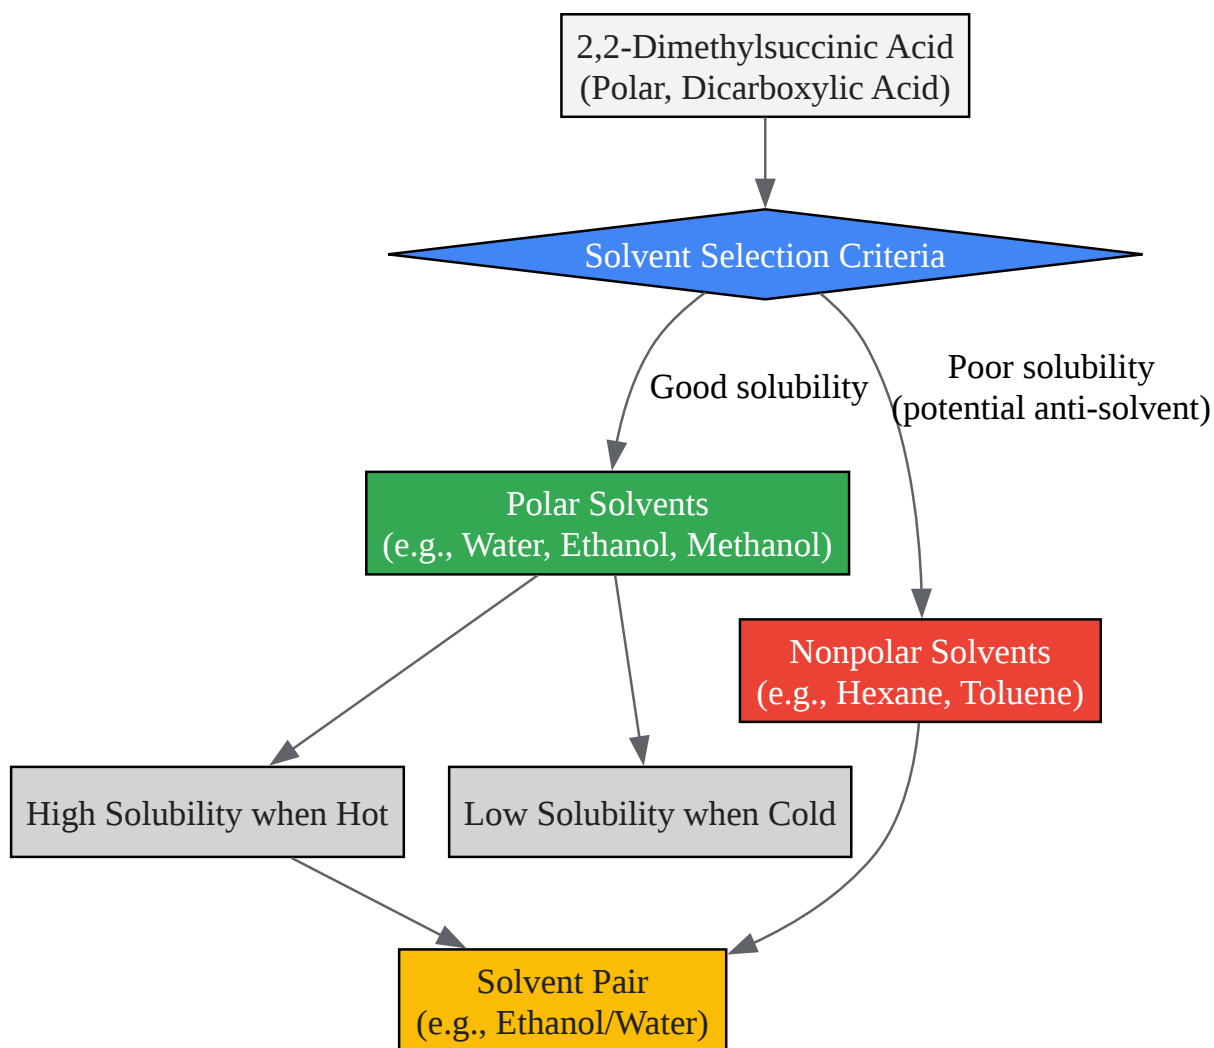 2,2-Dimethylsuccinic Acid
(Polar, Dicarboxylic Acid)
Solvent Selection Criteria
Good solubility
Poor solubility
(potential anti-solvent)
Polar Solvents
(e.g., Water, Ethanol, Methanol)
Nonpolar Solvents
(e.g., Hexane, Toluene)
High Solubility when Hot
Low Solubility when Cold
Solvent Pair
(e.g., Ethanol/Water)